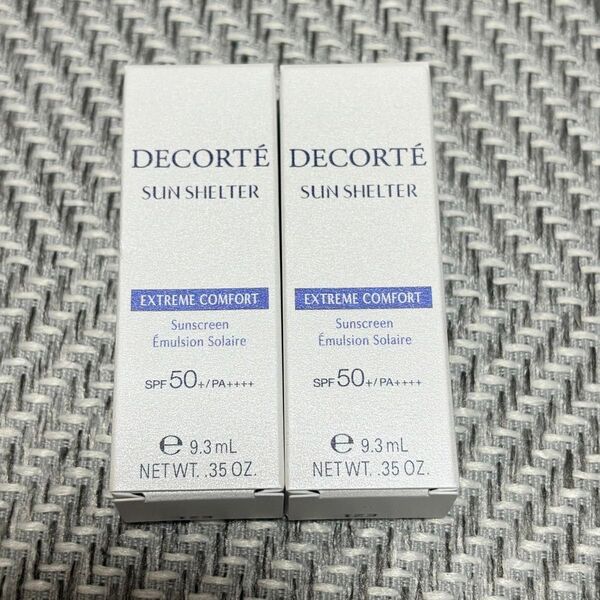 DECORTÉ
SUN SHELTER
EXTREME COMFORT
Sunscreen
Émulsion Solaire
SPF 50+/PA++++
℮ 9.3 mL
NET WT. .35 OZ.
DECORTÉ
SUN SHELTER
EXTREME COMFORT
Sunscreen
Émulsion Solaire
SPF 50+/PA++++
℮ 9.3 mL
NET WT. .35 OZ.